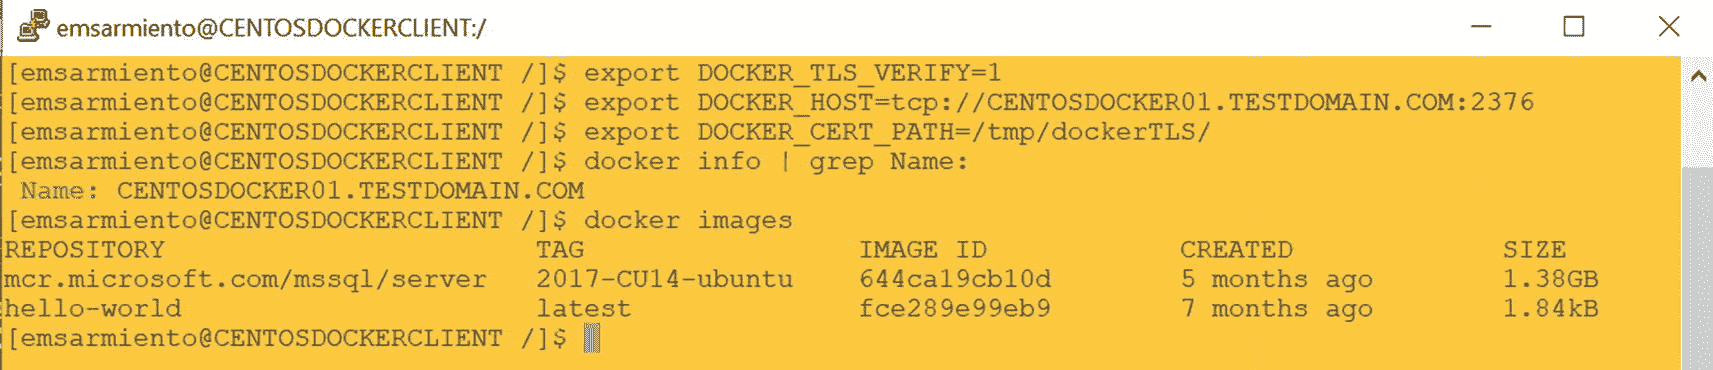 emsarmiento@CENTOSDOCKERCLIENT:/
[emsarmiento@CENTOSDOCKERCLIENT /]$ export DOCKER_TLS_VERIFY=1
[emsarmiento@CENTOSDOCKERCLIENT /]$ export DOCKER_HOST=tcp://CENTOSDOCKER01.TESTDOMAIN.COM:2376
[emsarmiento@CENTOSDOCKERCLIENT /]$ export DOCKER_CERT_PATH=/tmp/dockerTLS/
[emsarmiento@CENTOSDOCKERCLIENT /]$ docker info | grep Name:
 Name: CENTOSDOCKER01.TESTDOMAIN.COM
[emsarmiento@CENTOSDOCKERCLIENT /]$ docker images
REPOSITORY                     TAG                  IMAGE ID            CREATED             SIZE
mcr.microsoft.com/mssql/server   2017-CU14-ubuntu    644ca19cb10d        5 months ago        1.38GB
hello-world                    latest               fce289e99eb9        7 months ago        1.84kB
[emsarmiento@CENTOSDOCKERCLIENT /]$